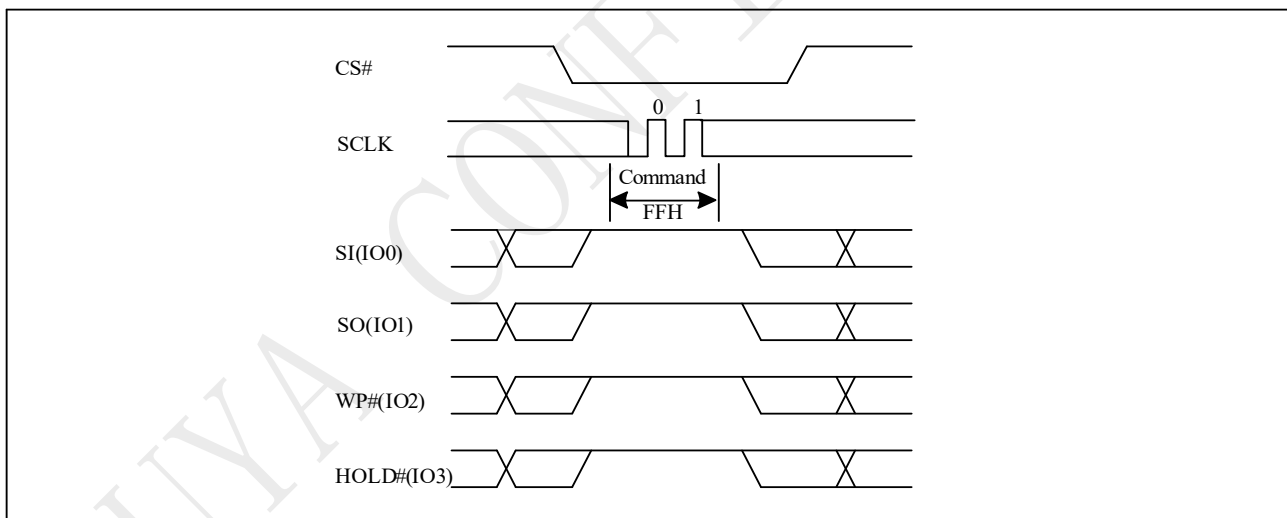 CS#
0 1
SCLK
Command
FFH
SI(IO0)
SO(IO1)
WP#(IO2)
HOLD#(IO3)